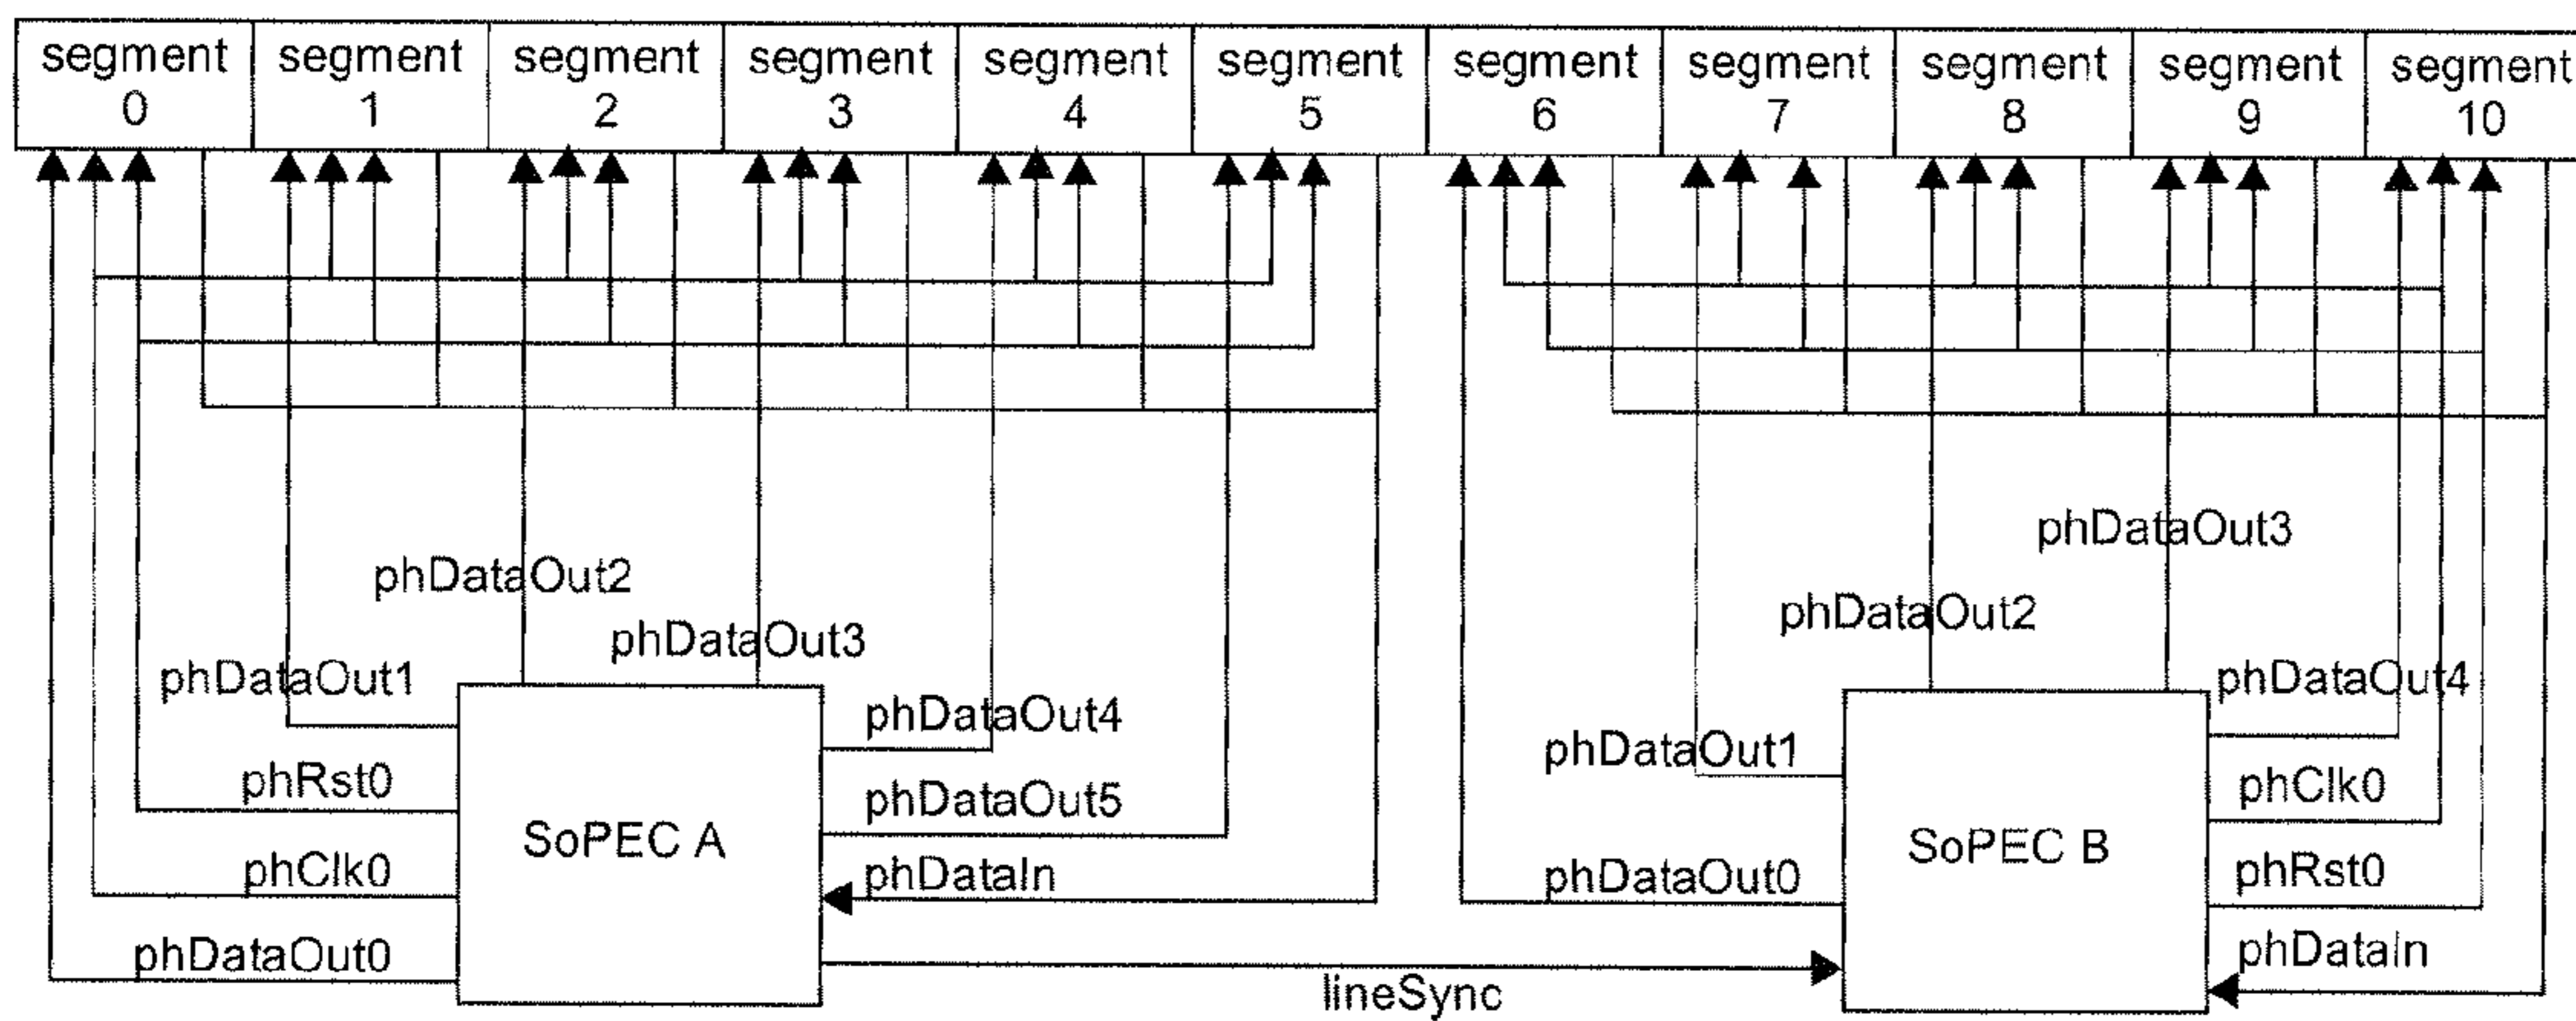 segment 0
segment 1
segment 2
segment 3
segment 4
segment 5
segment 6
segment 7
segment 8
segment 9
segment 10
phDataOut2
phDataOut3
phDataOut1
phDataOut4
phRst0
phDataOut5
SoPEC A
phClk0
phDataIn
phDataOut0
lineSync
phDataOut3
phDataOut2
phDataOut4
phDataOut1
phClk0
SoPEC B
phDataOut0
phRst0
phDataIn